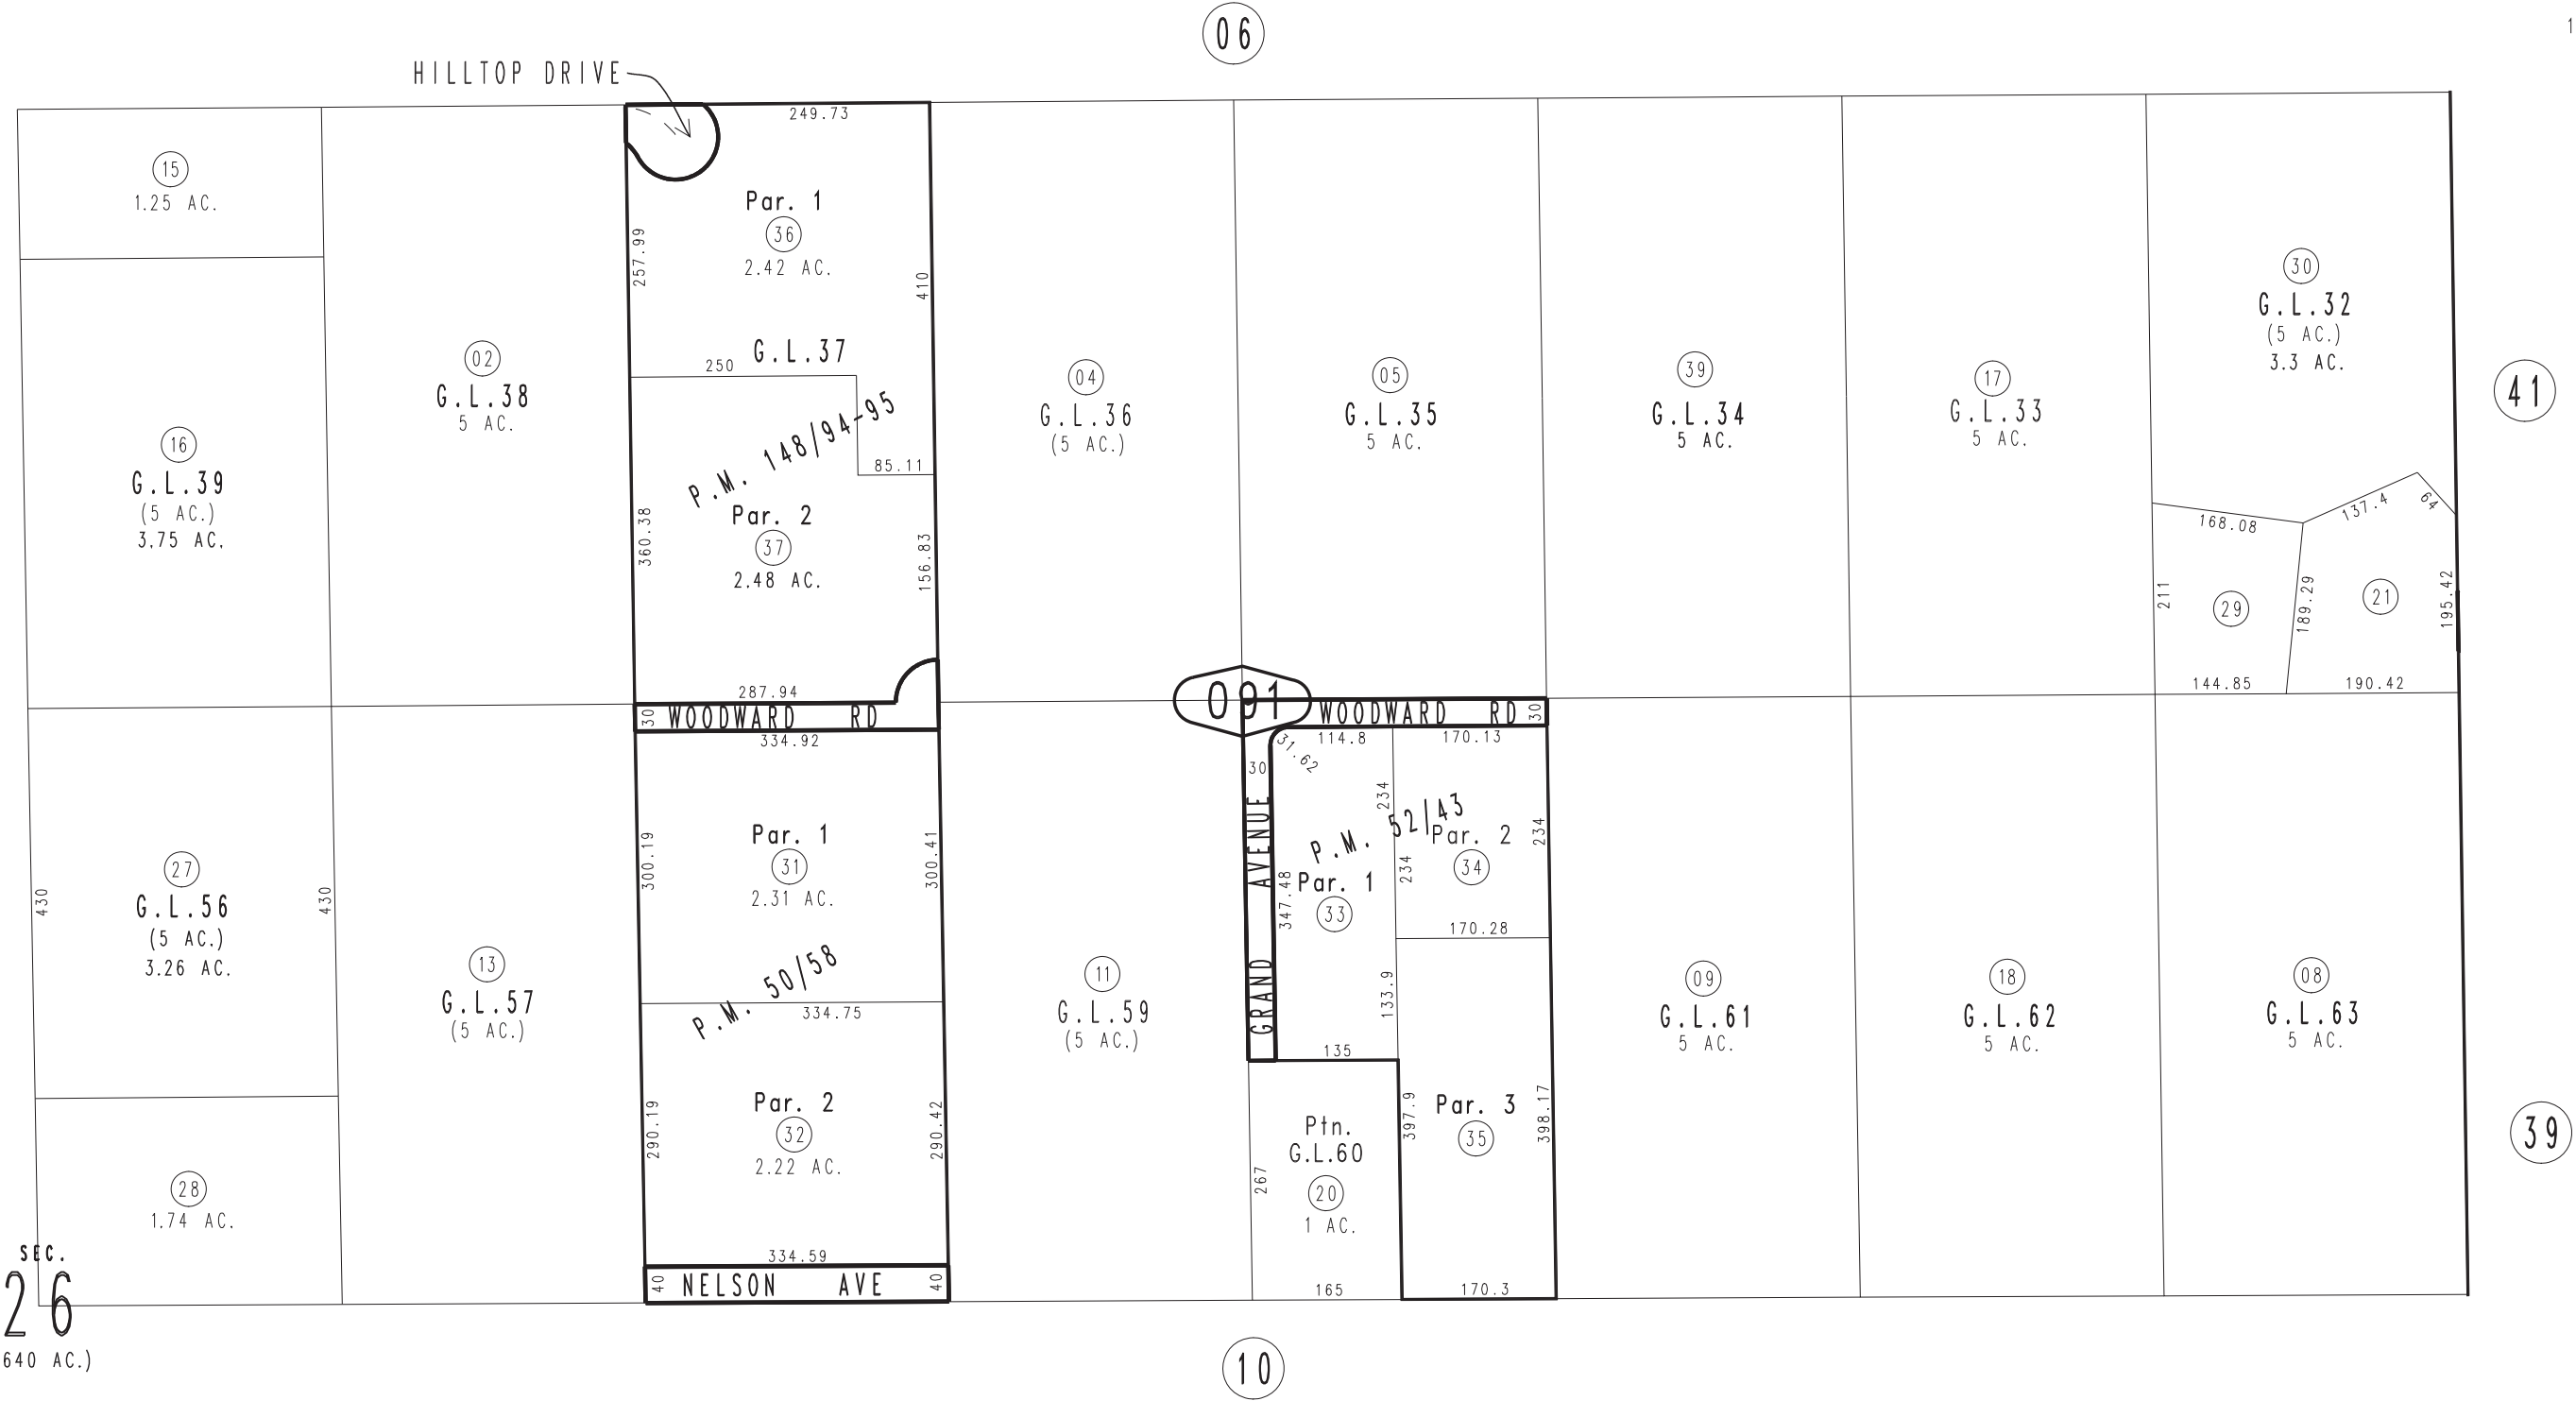 06
1
HILLTOP DRIVE
249.73
15
1.25 AC.
Par. 1
36
2.42 AC.
257.99
410
30
G.L.32
(5 AC.)
3.3 AC.
02
G.L.38
5 AC.
250
G.L.37
04
G.L.36
(5 AC.)
05
G.L.35
5 AC.
39
G.L.34
5 AC.
17
G.L.33
5 AC.
41
16
G.L.39
(5 AC.)
3.75 AC.
P.M. 148/94-95
85.11
Par. 2
37
2.48 AC.
360.38
156.83
168.08
137.4
64
211
29
189.29
21
195.42
287.94
144.85
190.42
30
WOODWARD RD
091
WOODWARD RD
30
334.92
31.62
114.8
170.13
30
GRAND AVENUE
234
P.M. 52/43
Par. 1
33
347.48
Par. 2
34
234
234
170.28
300.19
Par. 1
31
2.31 AC.
300.41
430
27
G.L.56
(5 AC.)
3.26 AC.
430
13
G.L.57
(5 AC.)
P.M. 50/58
334.75
11
G.L.59
(5 AC.)
133.9
135
09
G.L.61
5 AC.
18
G.L.62
5 AC.
08
G.L.63
5 AC.
290.19
Par. 2
32
2.22 AC.
290.42
Ptn.
G.L.60
20
1 AC.
267
397.9
Par. 3
35
398.17
39
28
1.74 AC.
334.59
40
NELSON AVE
40
165
170.3
SEC.
26
640 AC.)
10